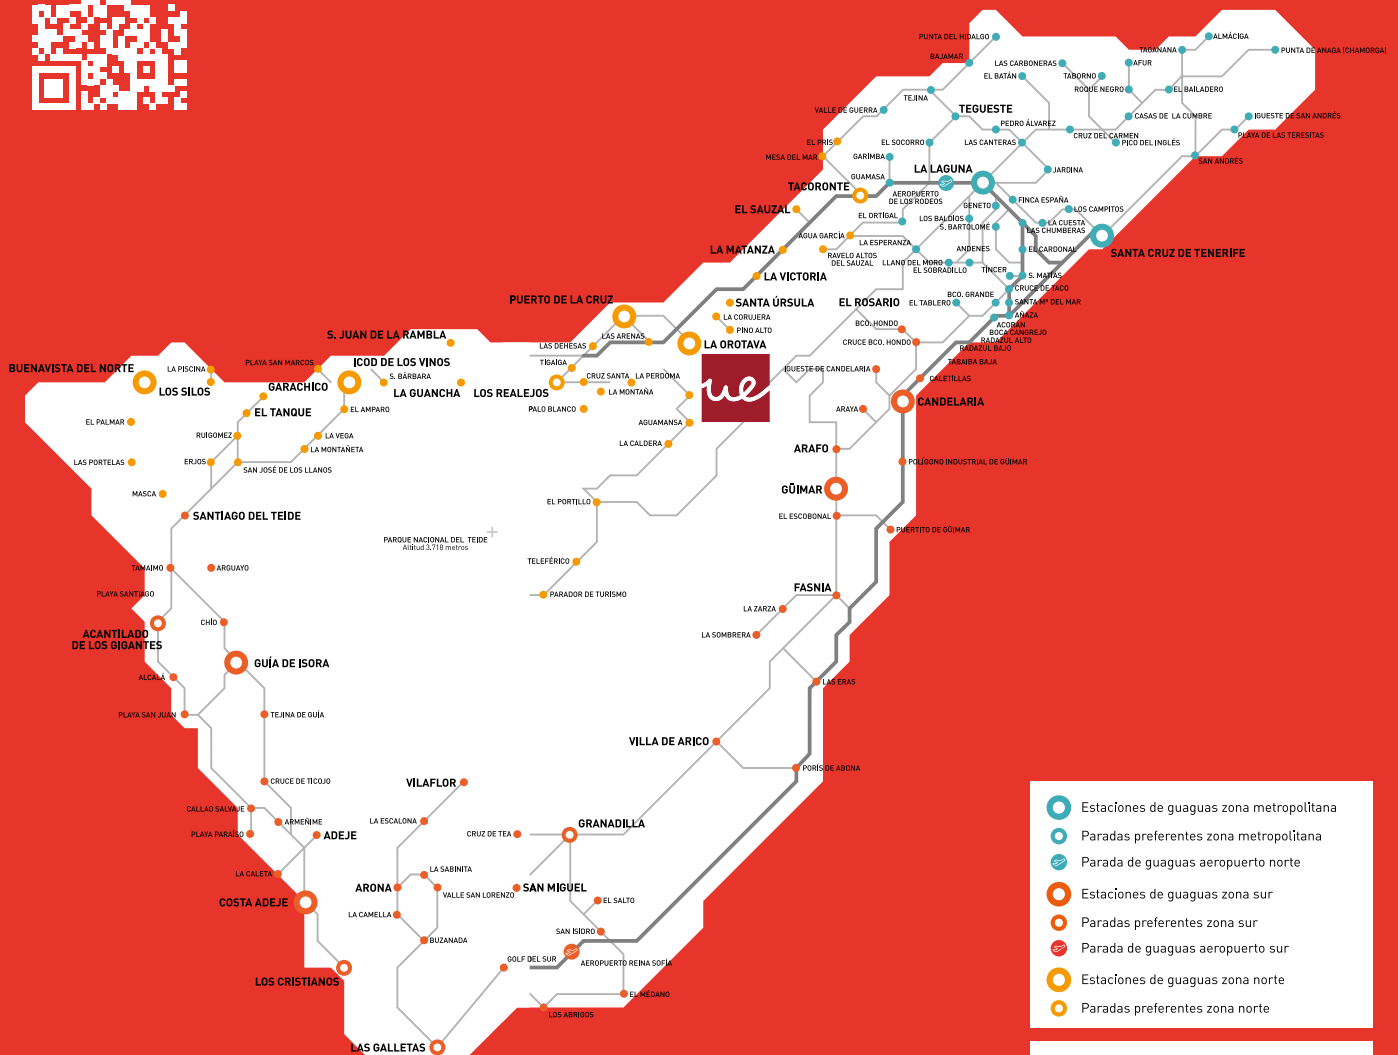 PUNTA DEL HIDALGO
BAJAMAR
ALMÁCIGA
TAGANANA
PUNTA DE ANAGA (CHAMORGA)
LAS CARBONERAS
AFUR
EL BATÁN
TABORNO
ROQUE NEGRO
EL BAILADERO
TEJINA
VALLE DE GUERRA
TEGUESTE
CASAS DE LA CUMBRE
IGUESTE DE SAN ANDRÉS
PEDRO ÁLVAREZ
CRUZ DEL CARMEN
PLAYA DE LAS TERESITAS
EL PRIS
EL SOCORRO
LAS CANTERAS
PICO DEL INGLÉS
MESA DEL MAR
GARIMBA
SAN ANDRÉS
LA LAGUNA
JARDINA
GUAMASA
TACORONTE
AEROPUERTO
DE LOS RODEOS
FINCA ESPAÑA
GENETO
LOS CAMPITOS
EL SAUZAL
EL ORTIGAL
LOS BALDÍOS
LA CUESTA
S. BARTOLOMÉ
LAS CHUMBERAS
AGUA GARCÍA
LA ESPERANZA
LA MATANZA
RAVELO ALTOS
DEL SAUZAL
ANDENES
EL CARDONAL
SANTA CRUZ DE TENERIFE
LLANO DEL MORO
EL SOBRADILLO
TÍNCER
S. MATÍAS
LA VICTORIA
CRUCE DE TACO
PUERTO DE LA CRUZ
SANTA ÚRSULA
EL ROSARIO
EL TABLERO
BCO. GRANDE
SANTA Mª DEL MAR
LA CORUJERA
AÑAZA
PINO ALTO
BCO. HONDO
ACORÁN
BOCA CANGREJO
S. JUAN DE LA RAMBLA
LAS ARENAS
LA OROTAVA
CRUCE BCO. HONDO
RADAZUL ALTO
LAS DEHESAS
RADAZUL BAJO
PLAYA SAN MARCOS
ICOD DE LOS VINOS
TIGAIGA
TABAIBA BAJA
BUENAVISTA DEL NORTE
LA PISCINA
S. BÁRBARA
CRUZ SANTA
LA PERDOMA
ue
IGUESTE DE CANDELARIA
CALETILLAS
LOS SILOS
GARACHICO
LA GUANCHA
LOS REALEJOS
LA MONTAÑA
CANDELARIA
EL TANQUE
EL AMPARO
PALO BLANCO
ARAYA
EL PALMAR
AGUAMANSA
RUIGOMEZ
LA VEGA
LA CALDERA
ARAFO
LA MONTAÑETA
LAS PORTELAS
ERJOS
SAN JOSÉ DE LOS LLANOS
POLÍGONO INDUSTRIAL DE GÜIMAR
MASCA
GÜIMAR
EL PORTILLO
SANTIAGO DEL TEIDE
EL ESCOBONAL
PUERTITO DE GÜIMAR
PARQUE NACIONAL DEL TEIDE
Altitud 3.718 metros
TELEFÉRICO
TAMAIMO
ARGUAYO
PLAYA SANTIAGO
PARADOR DE TURISMO
FASNIA
LA ZARZA
CHÍO
ACANTILADO
DE LOS GIGANTES
LA SOMBRERA
GUÍA DE ISORA
ALCALÁ
LAS ERAS
PLAYA SAN JUAN
TEJINA DE GUÍA
VILLA DE ARICO
PORÍS DE ABONA
CRUCE DE TICOJO
VILAFLOR
CALLAO SALVAJE
ARMEÑIME
LA ESCALONA
GRANADILLA
PLAYA PARAÍSO
ADEJE
CRUZ DE TEA
LA CALETA
LA SABINITA
ARONA
VALLE SAN LORENZO
SAN MIGUEL
COSTA ADEJE
EL SALTO
LA CAMELLA
SAN ISIDRO
BUZANADA
GOLF DEL SUR
AEROPUERTO REINA SOFÍA
LOS CRISTIANOS
EL MÉDANO
LOS ABRIGOS
LAS GALLETAS
Estaciones de guaguas zona metropolitana
Paradas preferentes zona metropolitana
Parada de guaguas aeropuerto norte
Estaciones de guaguas zona sur
Paradas preferentes zona sur
Parada de guaguas aeropuerto sur
Estaciones de guaguas zona norte
Paradas preferentes zona norte